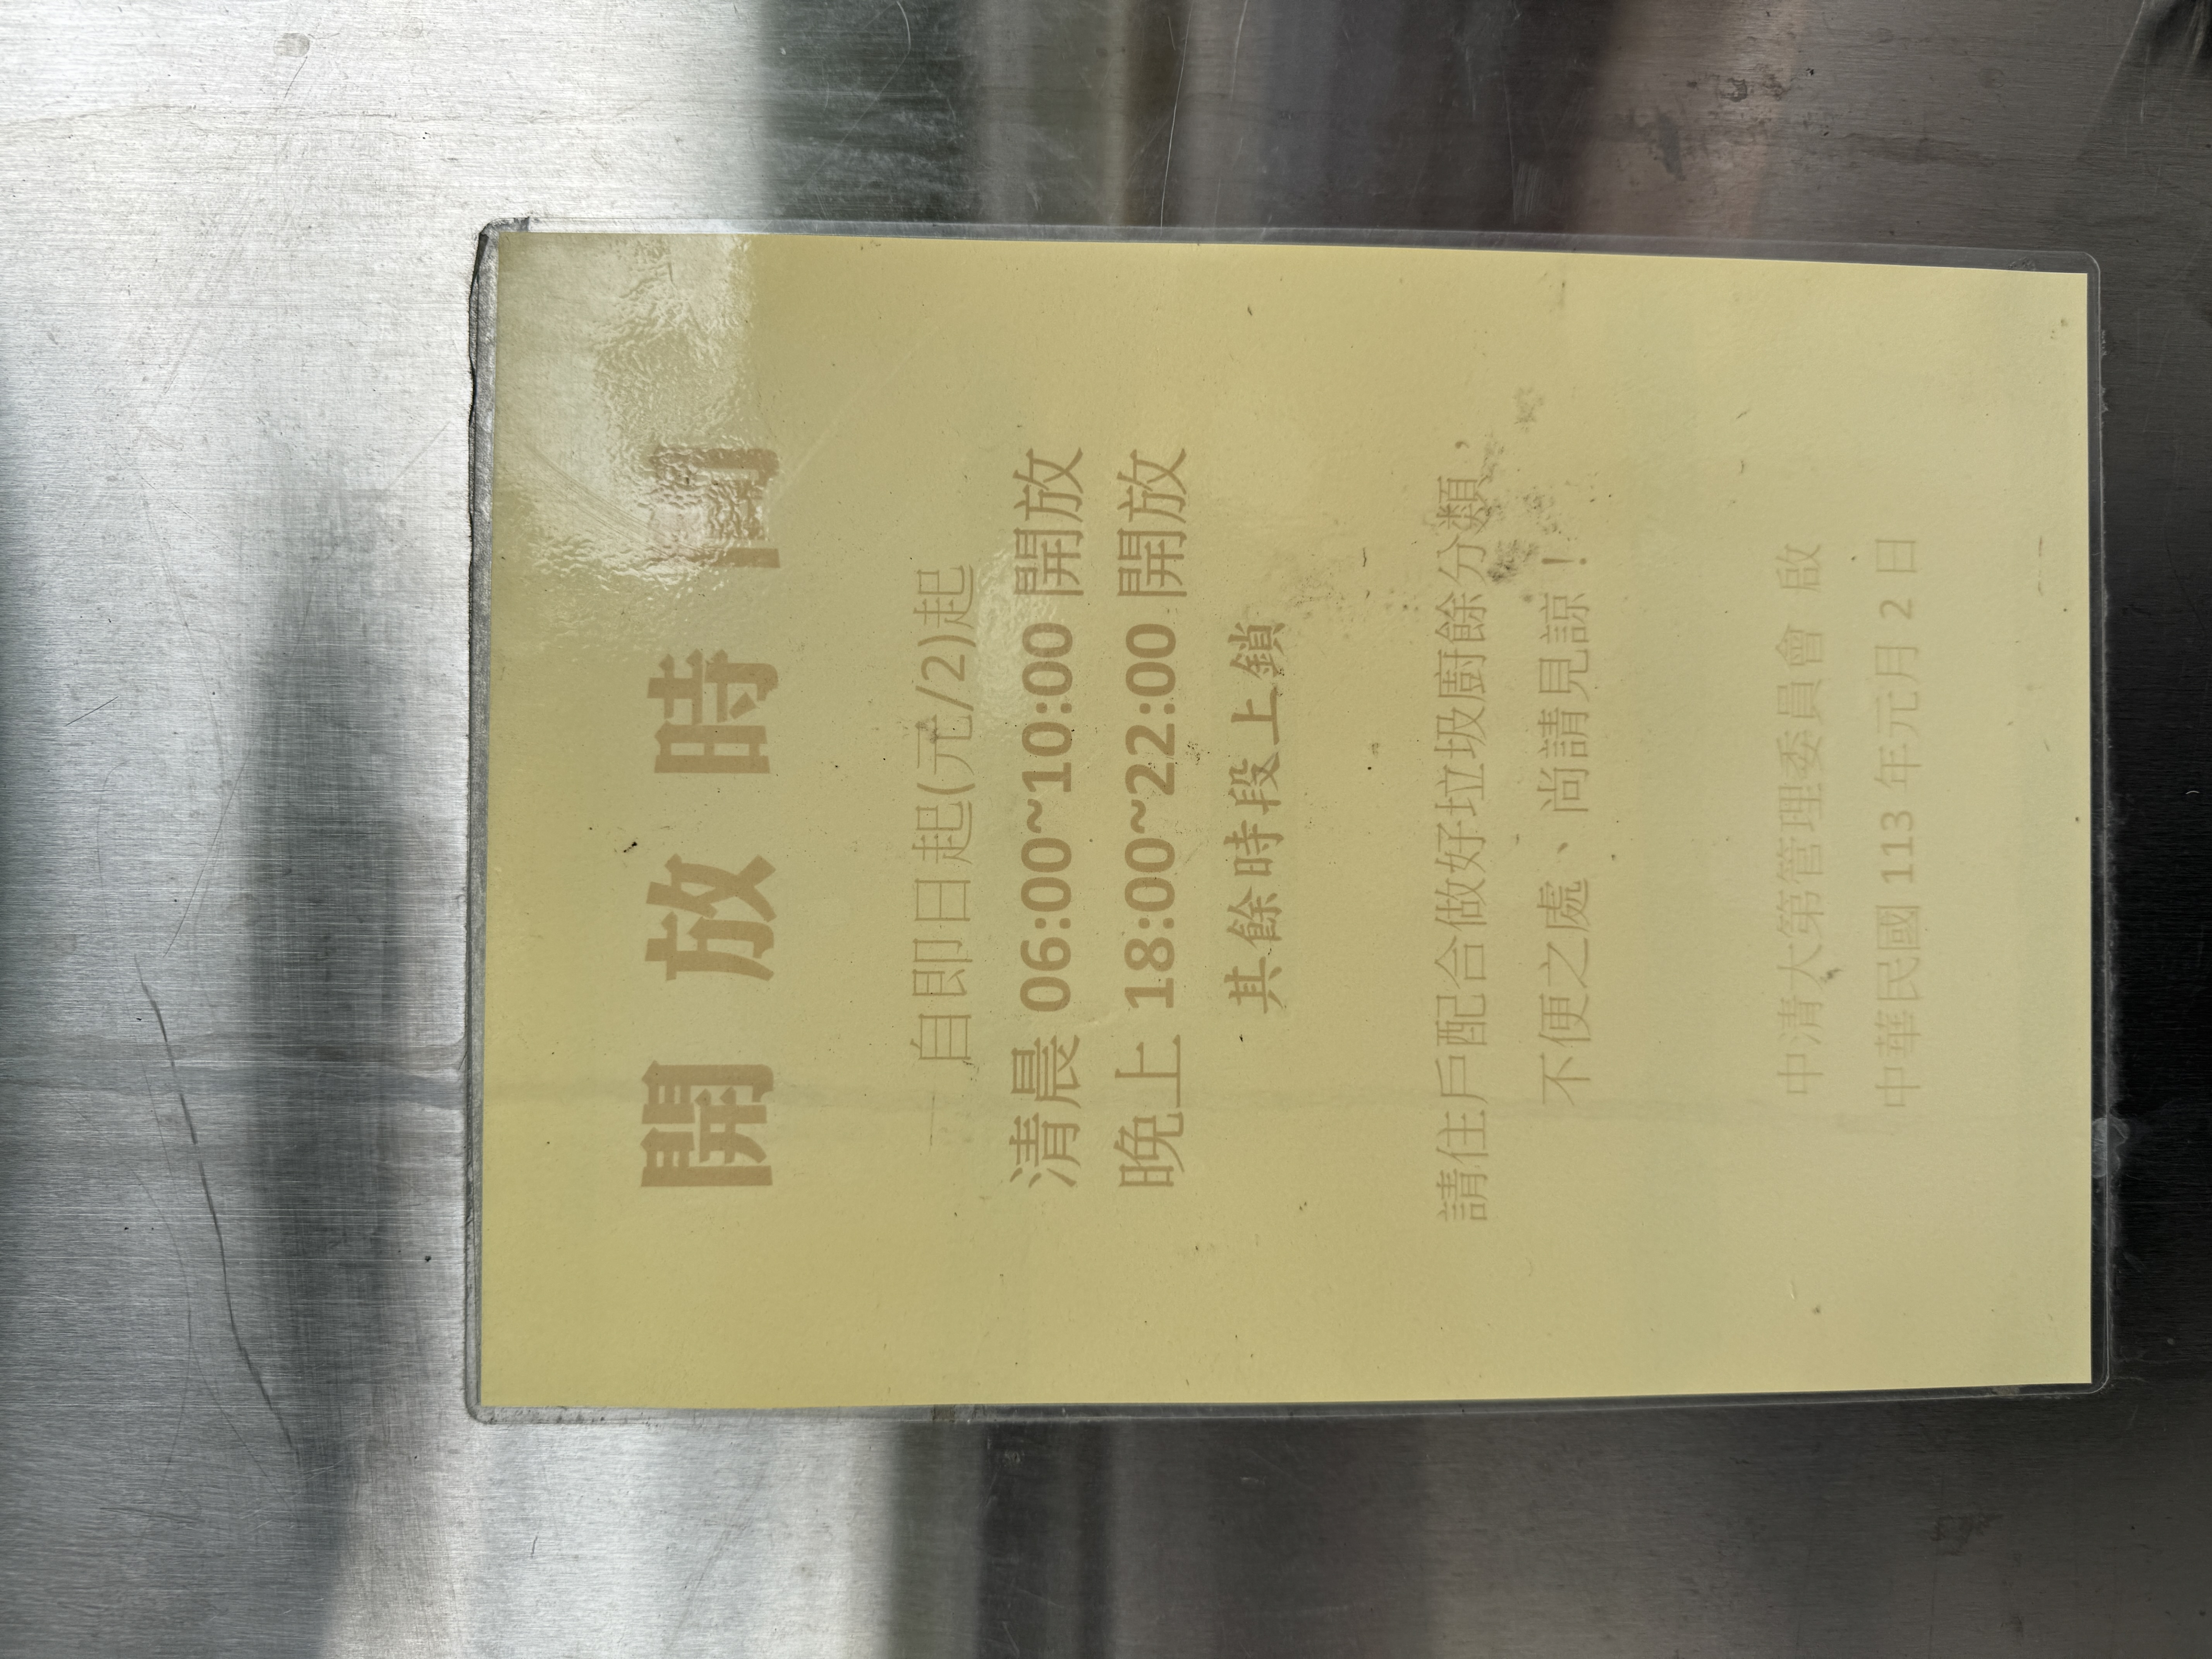 開放時間
自即日起(元/2)起
清晨 06:00~10:00 開放
晚上 18:00~22:00 開放
其餘時段上鎖
請住戶配合做好垃圾廚餘分類,
不便之處、尚請見諒!
中清大第管理委員會 啟
中華民國 113 年元月 2 日